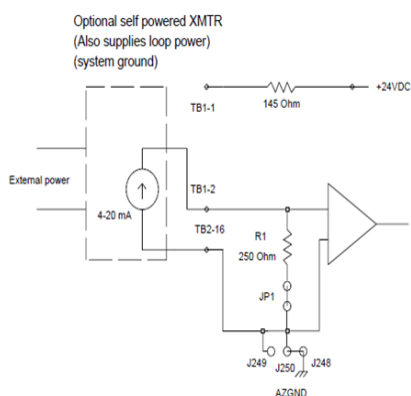 Optional self powered XMTR
(Also supplies loop power)
(system ground)
+24VDC
TB1-1
145 Ohm
External power
TB1-2
4-20 mA
TB2-16
R1
250 Ohm
JP1
J249
J250
J248
AZGND